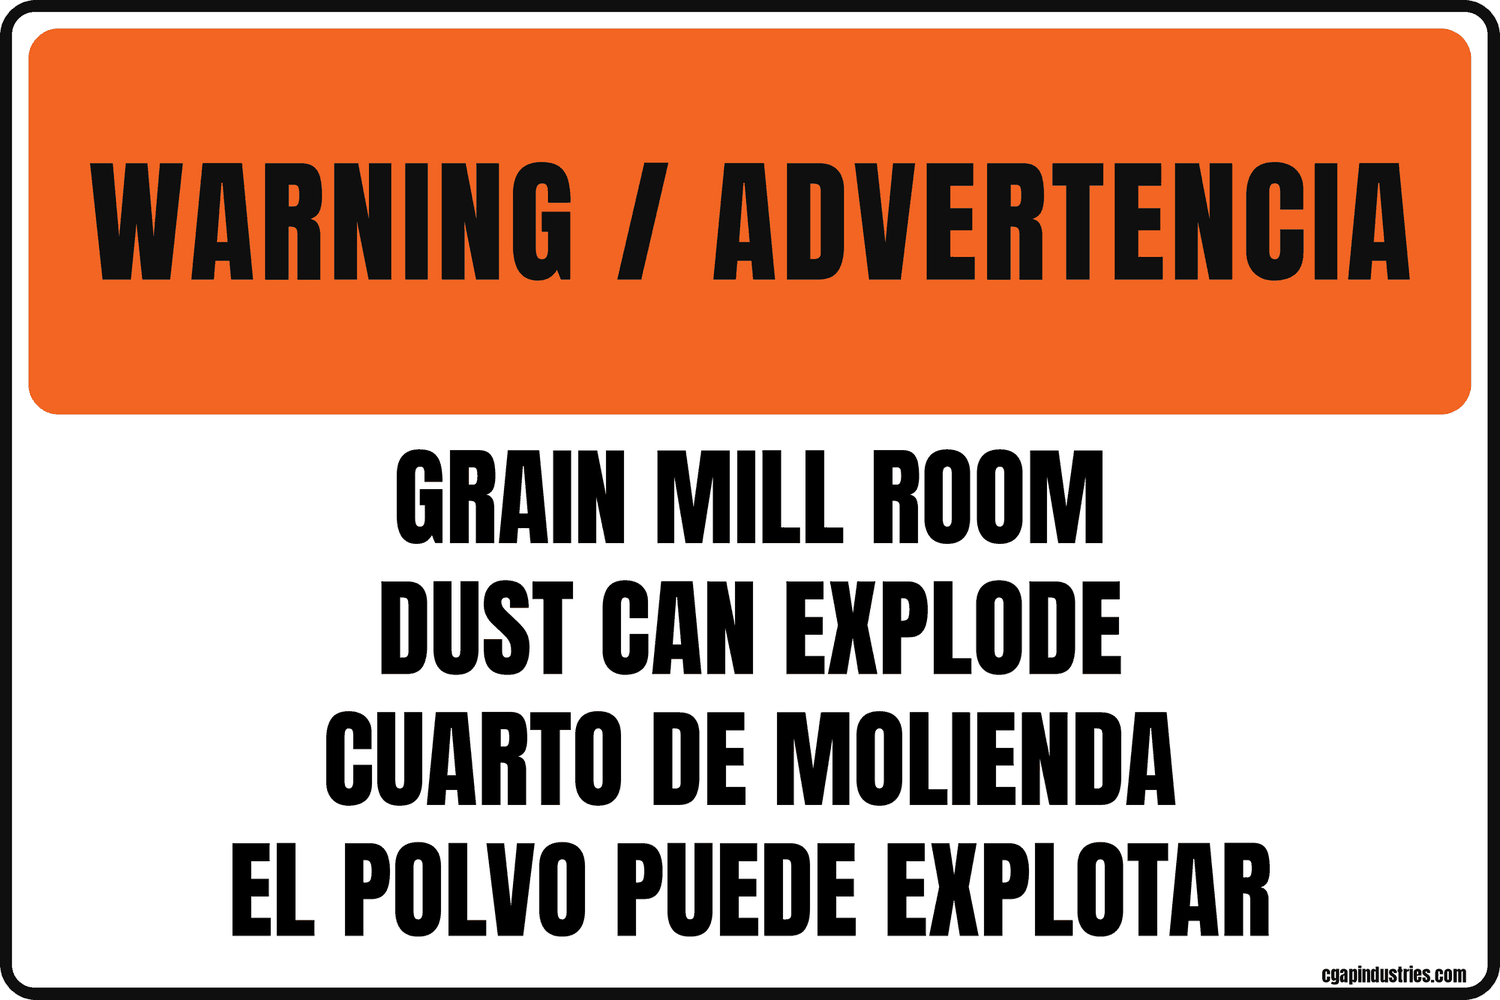 WARNING / ADVERTENCIA
GRAIN MILL ROOM
DUST CAN EXPLODE
CUARTO DE MOLIENDA
EL POLVO PUEDE EXPLOTAR
cgapindustries.com